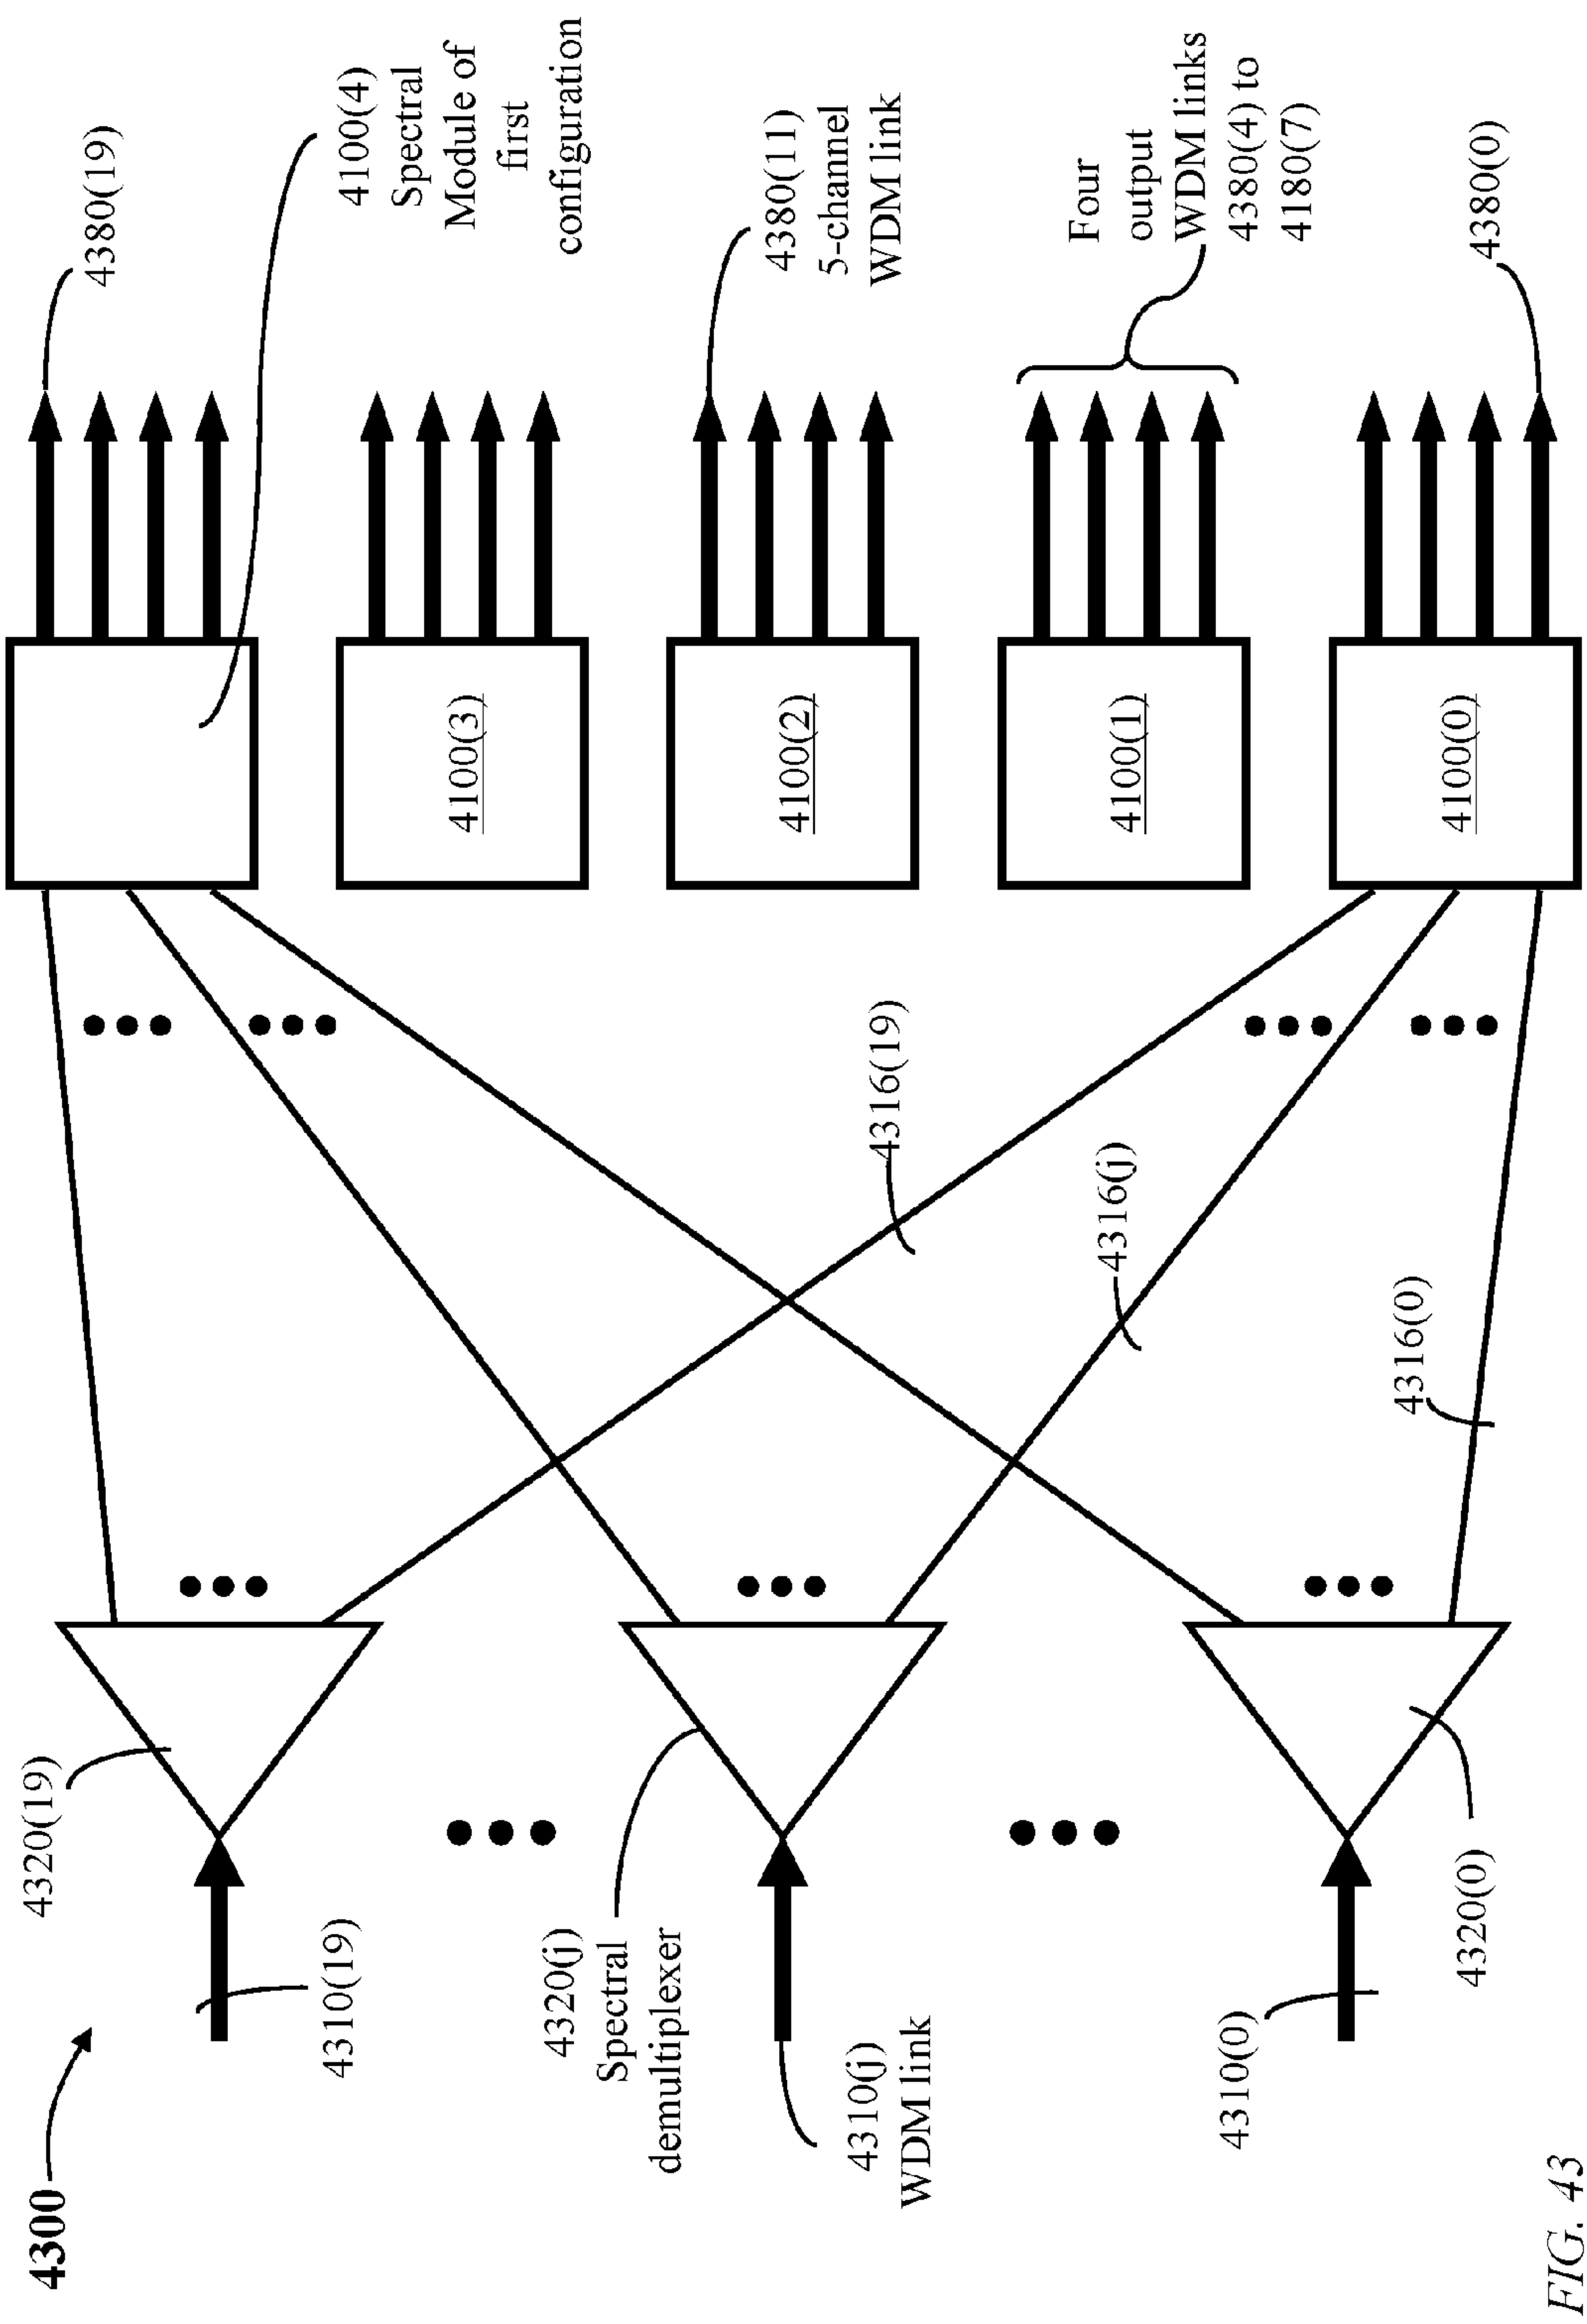 4300
4320(19)
4310(19)
4320(j)
Spectral
demultiplexer
4310(j)
WDM link
4310(0)
4320(0)
4316(19)
4316(j)
4316(0)
4100(3)
4100(2)
4100(1)
4100(0)
4380(19)
4100(4)
Spectral
Module of
first
configuration
4380(11)
5-channel
WDM link
Four
output
WDM links
4380(4) to
4180(7)
4380(0)
FIG. 43